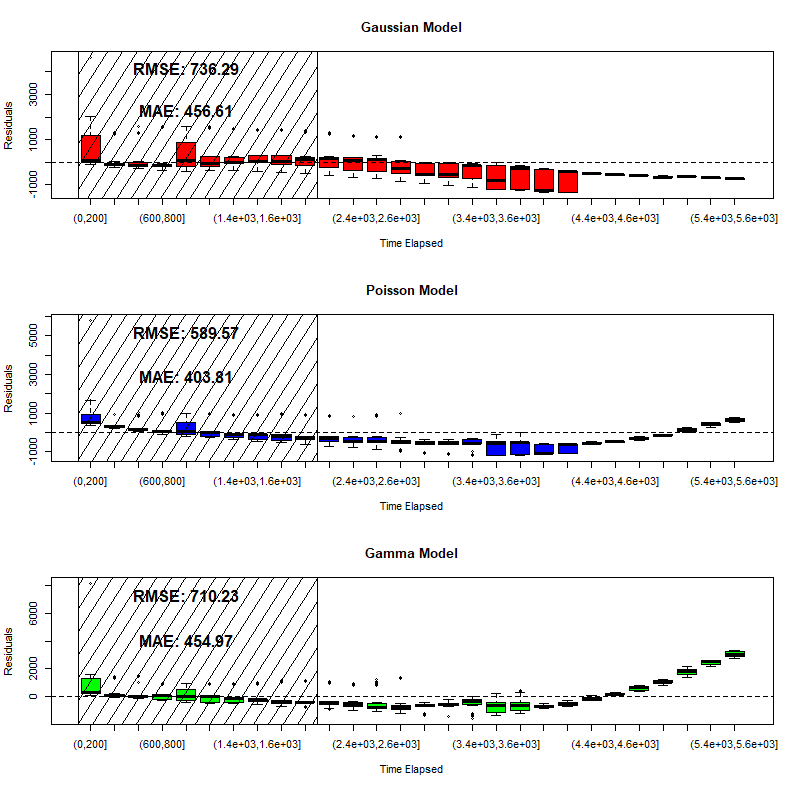 Gaussian Model
RMSE: 736.29
MAE: 456.61
Residuals
-1000
1000
3000
(0,200]
(600,800]
(1.4e+03,1.6e+03]
(2.4e+03,2.6e+03]
(3.4e+03,3.6e+03]
(4.4e+03,4.6e+03]
(5.4e+03,5.6e+03]
Time Elapsed
Poisson Model
RMSE: 589.57
MAE: 403.81
Residuals
-1000
1000
3000
6000
(0,200]
(600,800]
(1.4e+03,1.6e+03]
(2.4e+03,2.6e+03]
(3.4e+03,3.6e+03]
(4.4e+03,4.6e+03]
(5.4e+03,5.6e+03]
Time Elapsed
Gamma Model
RMSE: 710.23
MAE: 454.97
Residuals
0
2000
6000
(0,200]
(600,800]
(1.4e+03,1.6e+03]
(2.4e+03,2.6e+03]
(3.4e+03,3.6e+03]
(4.4e+03,4.6e+03]
(5.4e+03,5.6e+03]
Time Elapsed